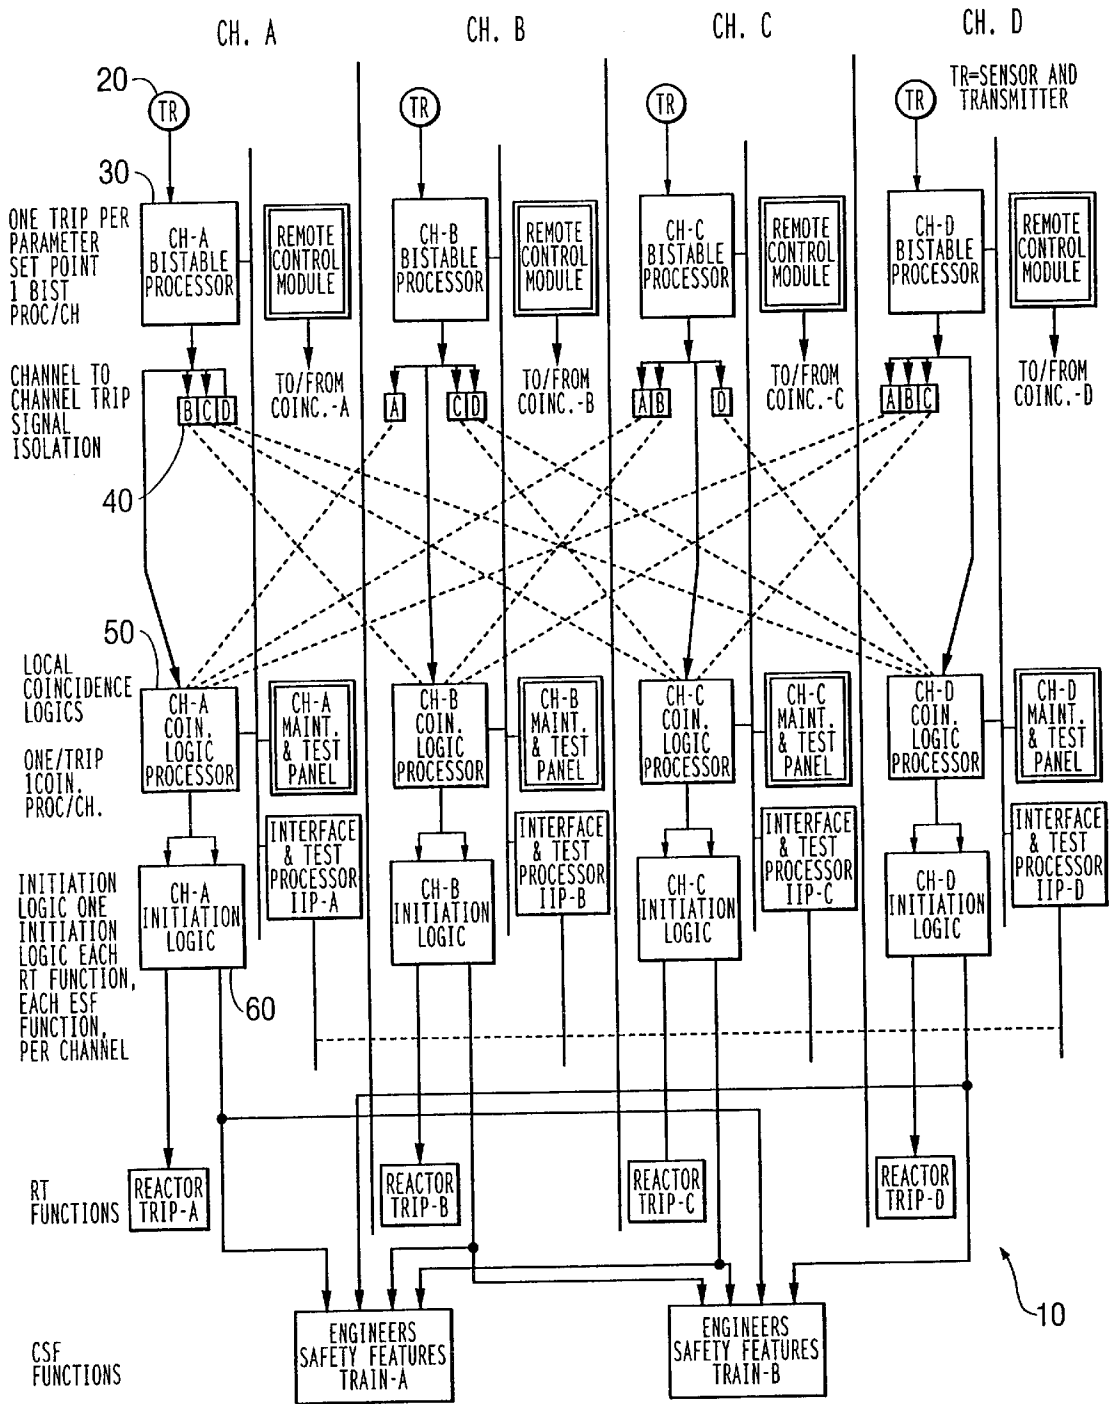 CH. A
CH. B
CH. C
CH. D
20
TR
TR
TR
TR
TR=SENSOR AND
TRANSMITTER
30
ONE TRIP PER
PARAMETER
SET POINT
1 BIST
PROC/CH
CH-A
BISTABLE
PROCESSOR
REMOTE
CONTROL
MODULE
CH-B
BISTABLE
PROCESSOR
REMOTE
CONTROL
MODULE
CH-C
BISTABLE
PROCESSOR
REMOTE
CONTROL
MODULE
CH-D
BISTABLE
PROCESSOR
REMOTE
CONTROL
MODULE
CHANNEL TO
CHANNEL TRIP
SIGNAL
ISOLATION
B C D
TO/FROM
COINC.-A
A
C D
TO/FROM
COINC.-B
A B
D
TO/FROM
COINC.-C
A B C
TO/FROM
COINC.-D
40
50
LOCAL
COINCIDENCE
LOGICS
ONE/TRIP
1COIN.
PROC/CH.
CH-A
COIN.
LOGIC
PROCESSOR
CH-A
MAINT.
& TEST
PANEL
CH-B
COIN.
LOGIC
PROCESSOR
CH-B
MAINT.
& TEST
PANEL
CH-C
COIN.
LOGIC
PROCESSOR
CH-C
MAINT.
& TEST
PANEL
CH-D
COIN.
LOGIC
PROCESSOR
CH-D
MAINT.
& TEST
PANEL
INITIATION
LOGIC ONE
INITIATION
LOGIC EACH
RT FUNCTION,
EACH ESF
FUNCTION,
PER CHANNEL
CH-A
INITIATION
LOGIC
INTERFACE
& TEST
PROCESSOR
IIP-A
CH-B
INITIATION
LOGIC
INTERFACE
& TEST
PROCESSOR
IIP-B
CH-C
INITIATION
LOGIC
INTERFACE
& TEST
PROCESSOR
IIP-C
CH-D
INITIATION
LOGIC
INTERFACE
& TEST
PROCESSOR
IIP-D
60
RT
FUNCTIONS
REACTOR
TRIP-A
REACTOR
TRIP-B
REACTOR
TRIP-C
REACTOR
TRIP-D
10
CSF
FUNCTIONS
ENGINEERS
SAFETY FEATURES
TRAIN-A
ENGINEERS
SAFETY FEATURES
TRAIN-B